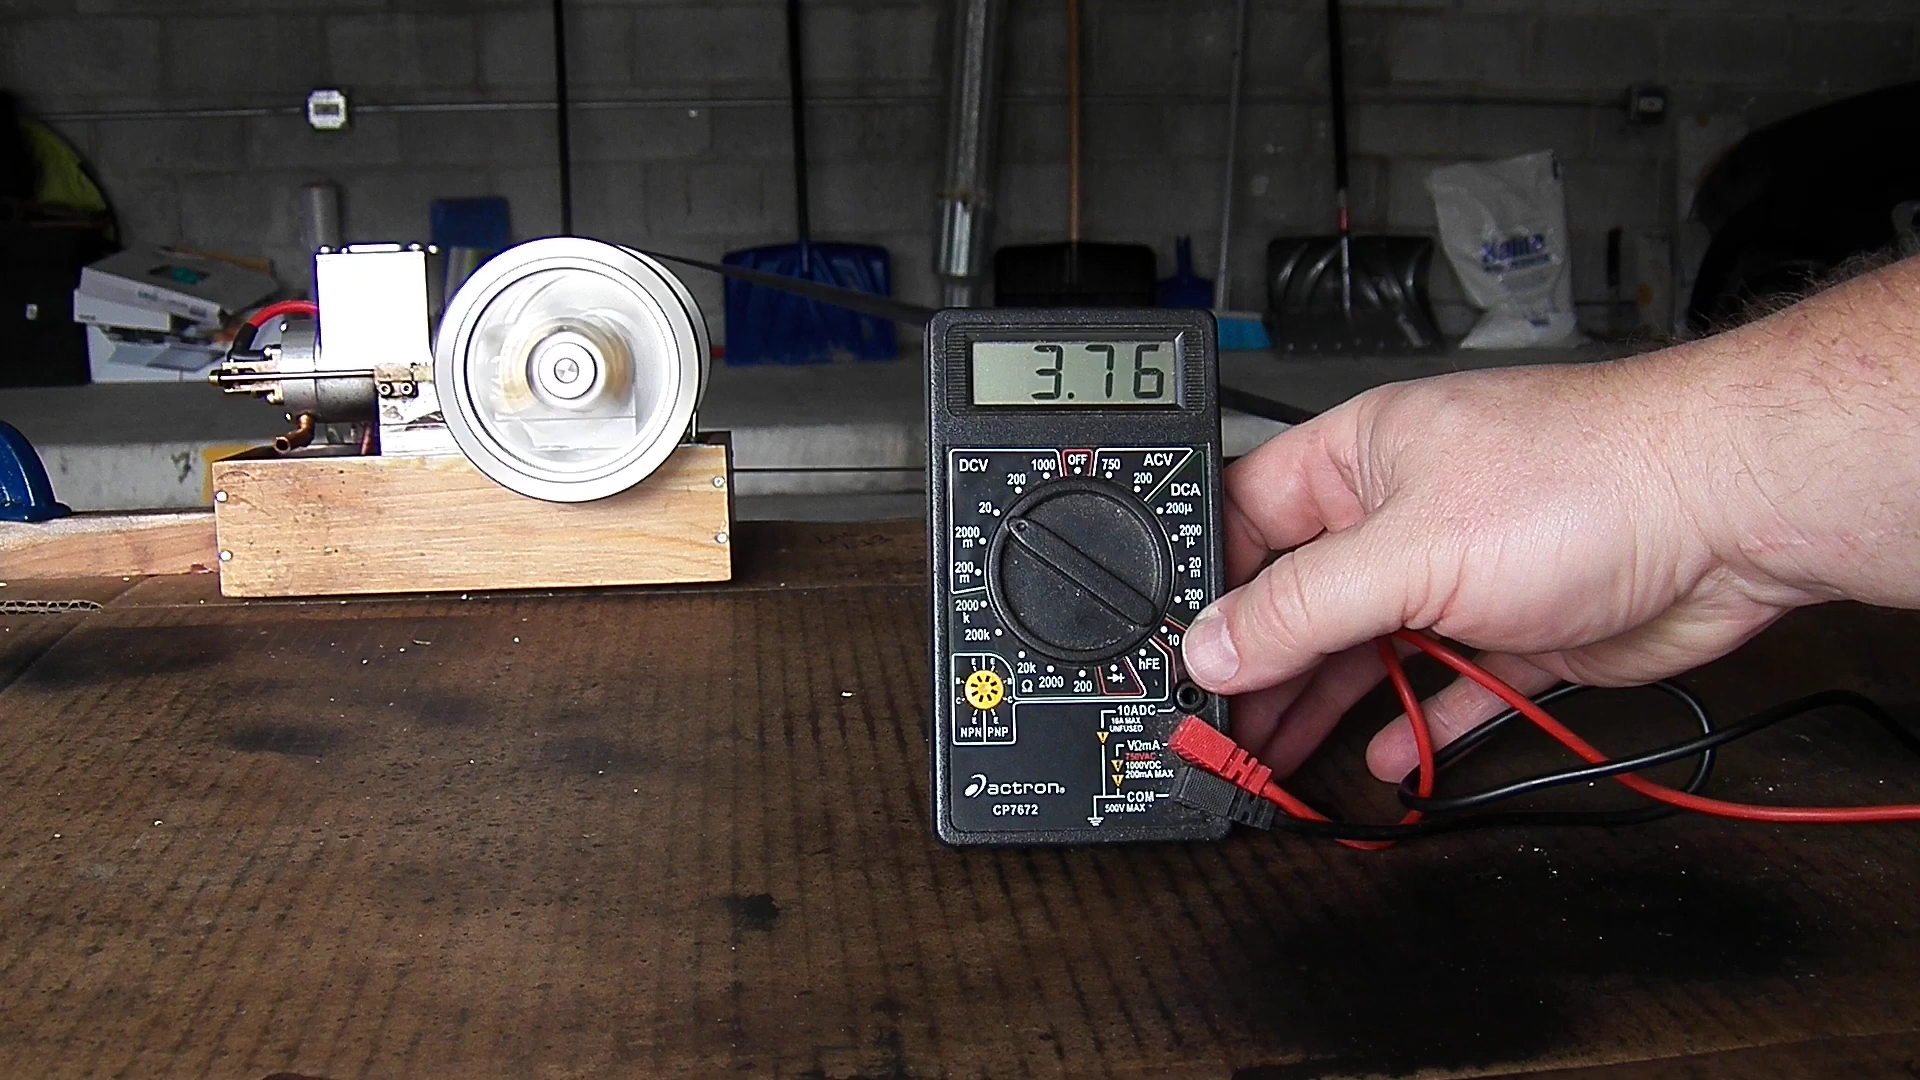 3.76
DCV
1000
OFF
750
ACV
200
200
DCA
20
200µ
2000
m
2000
µ
200
m
20
m
2000
k
200
m
200k
10
20k
Ω
2000
200
hFE
E E
B B
C C
E E
NPN PNP
10ADC
10A MAX
UNFUSED
VΩmA
750VAC
1000VDC
200mA MAX
COM
500V MAX
actron®
CP7672